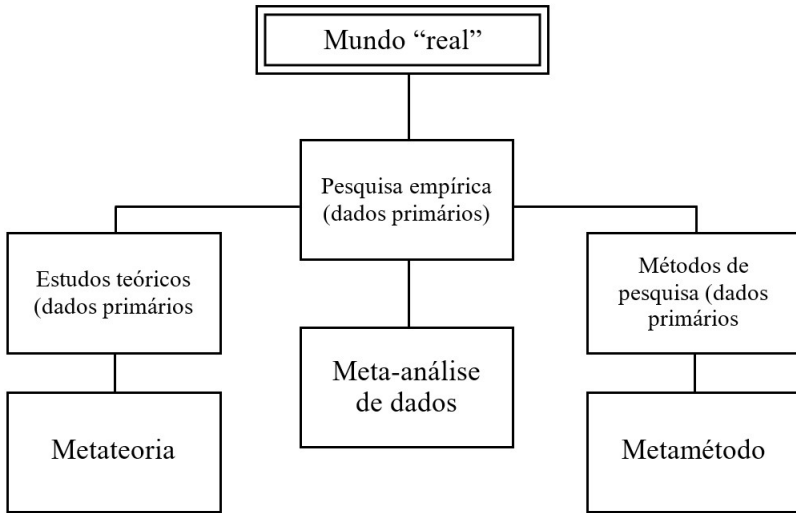 Mundo “real”
Pesquisa empírica
(dados primários)
Estudos teóricos
(dados primários
Métodos de
pesquisa (dados
primários
Meta-análise
de dados
Metateoria
Metamétodo